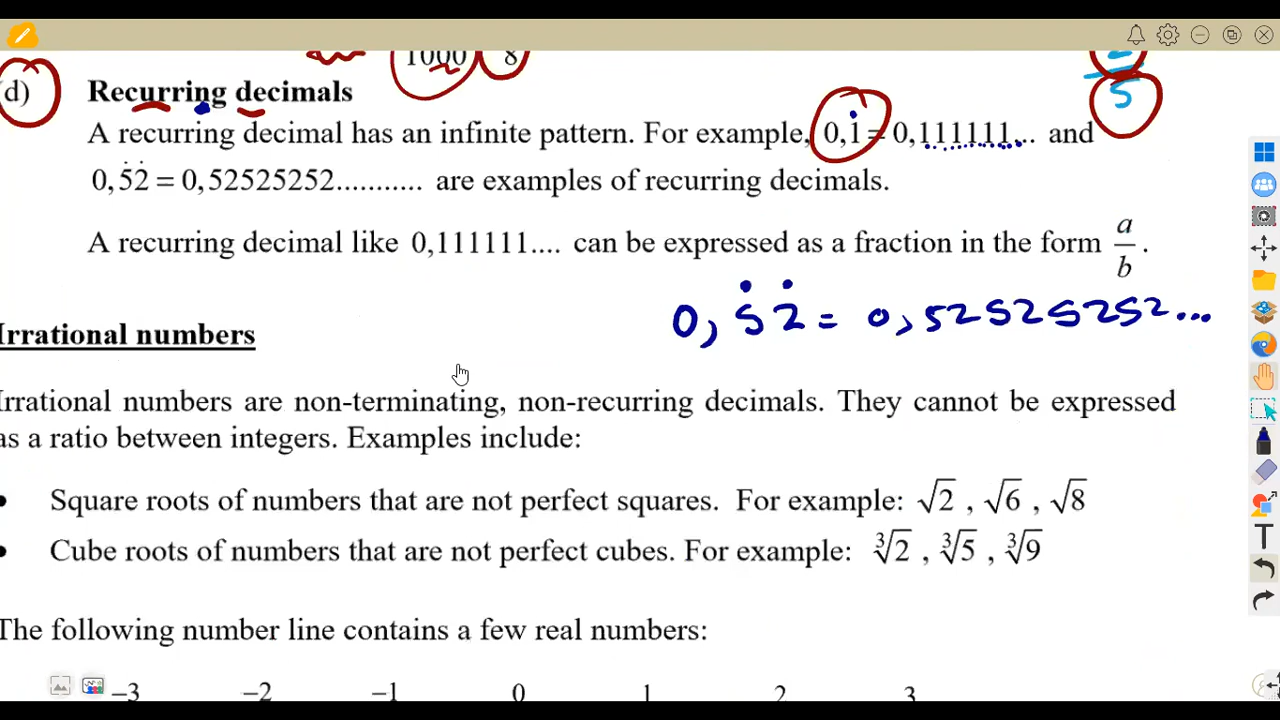 1000 8
5
d) Recurring decimals
A recurring decimal has an infinite pattern. For example, 0,1̇ = 0,111111... and
0,5̇2̇ = 0,52525252........... are examples of recurring decimals.
A recurring decimal like 0,111111.... can be expressed as a fraction in the form a/b.
0,5̇2̇ = 0,52525252...
Irrational numbers
Irrational numbers are non-terminating, non-recurring decimals. They cannot be expressed
as a ratio between integers. Examples include:
• Square roots of numbers that are not perfect squares. For example: √2 , √6 , √8
• Cube roots of numbers that are not perfect cubes. For example: ∛2 , ∛5 , ∛9
The following number line contains a few real numbers:
−3 −2 −1 0 1 2 3
T